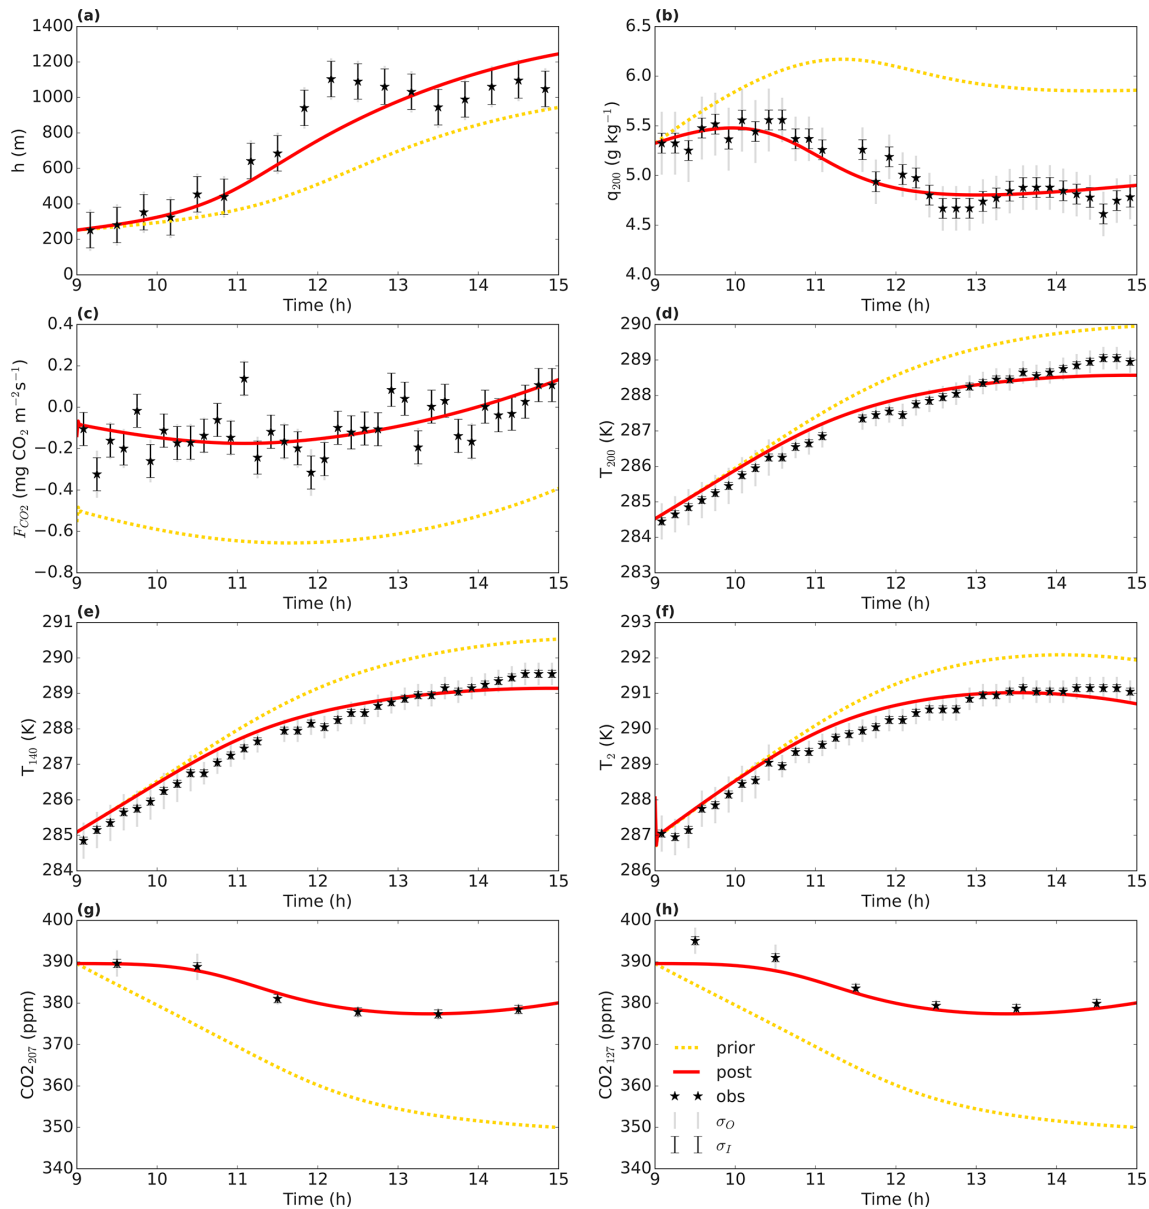 (a)
1400
1200
1000
800
600
400
200
0
h (m)
9 10 11 12 13 14 15
Time (h)
(b)
6.5
6.0
5.5
5.0
4.5
4.0
q200 (g kg−1)
9 10 11 12 13 14 15
Time (h)
(c)
0.4
0.2
0.0
−0.2
−0.4
−0.6
−0.8
FCO2 (mg CO2 m−2s−1)
9 10 11 12 13 14 15
Time (h)
(d)
290
289
288
287
286
285
284
283
T200 (K)
9 10 11 12 13 14 15
Time (h)
(e)
291
290
289
288
287
286
285
284
T140 (K)
9 10 11 12 13 14 15
Time (h)
(f)
293
292
291
290
289
288
287
286
T2 (K)
9 10 11 12 13 14 15
Time (h)
(g)
400
390
380
370
360
350
340
CO2207 (ppm)
9 10 11 12 13 14 15
Time (h)
(h)
400
390
380
370
360
350
340
CO2127 (ppm)
prior
post
obs
σO
σI
9 10 11 12 13 14 15
Time (h)